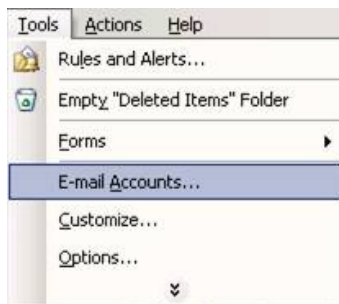 Tools Actions Help
Rules and Alerts...
Empty "Deleted Items" Folder
Forms
E-mail Accounts...
Customize...
Options...